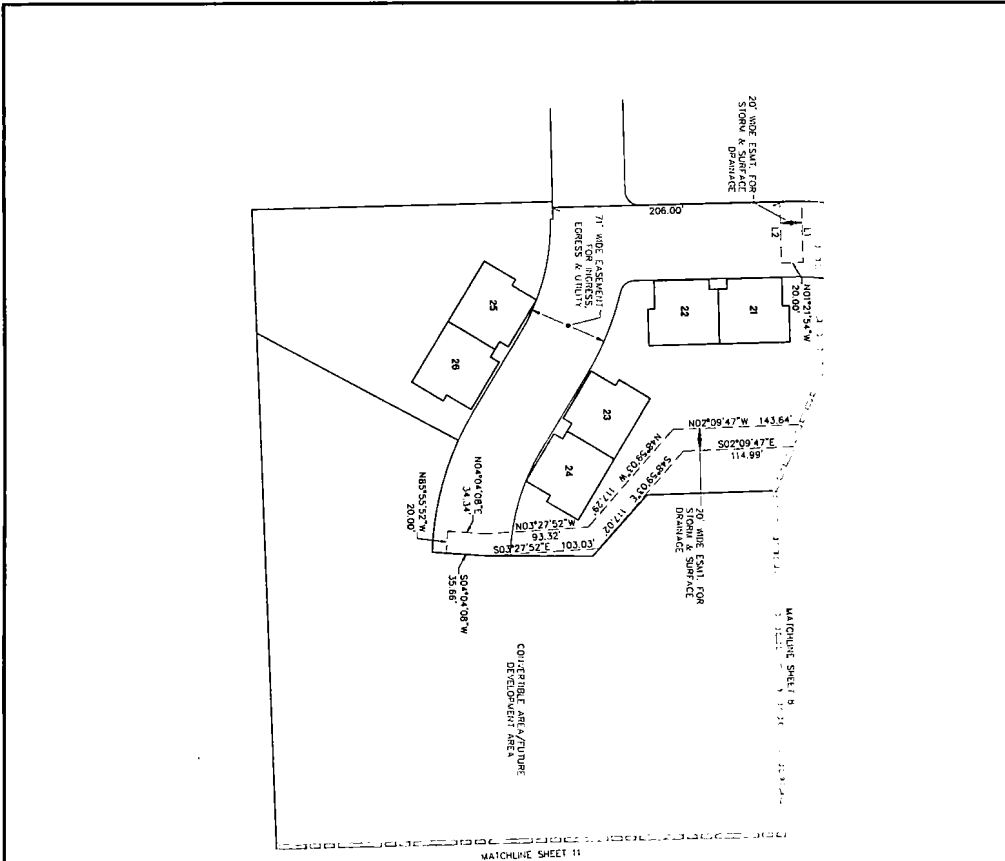 20' WIDE ESMT. FOR
STORM & SURFACE
DRAINAGE
206.00'
L1
L2
N01°21'54"W
20.00'
71' WIDE EASEMENT
FOR INGRESS,
EGRESS & UTILITY
21
22
25
26
23
24
N02°09'47"W 143.64'
S02°09'47"E
114.99'
N48°59'03"W 117.29'
S48°59'03"E 117.02'
20' WIDE ESMT. FOR
STORM & SURFACE
DRAINAGE
N03°27'52"W
93.32'
S03°27'52"E 103.03'
N04°04'08"E
34.34'
N85°55'52"W
20.00'
S04°04'08"W
35.66'
MATCHLINE SHEET 8
CONVERTIBLE AREA/FUTURE
DEVELOPMENT AREA
MATCHLINE SHEET 11